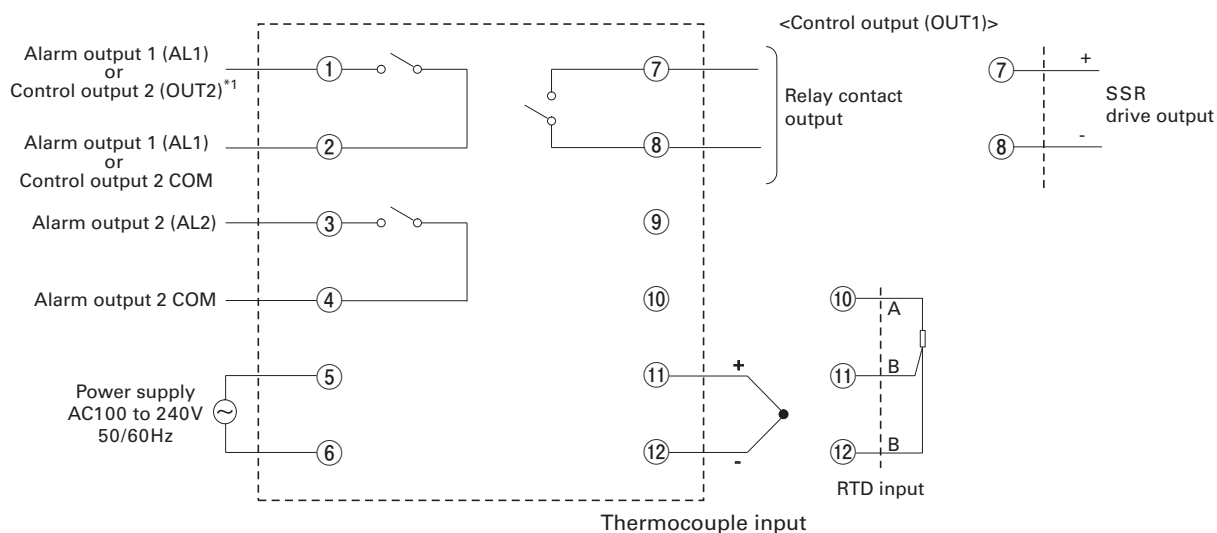 <Control output (OUT1)>
Alarm output 1 (AL1)
or
Control output 2 (OUT2)*1
Alarm output 1 (AL1)
or
Control output 2 COM
Alarm output 2 (AL2)
Alarm output 2 COM
Power supply
AC100 to 240V
50/60Hz
1
2
3
4
5
6
7
8
9
10
11
12
+
-
Relay contact
output
7
8
+
-
SSR
drive output
10
11
12
A
B
B
RTD input
Thermocouple input